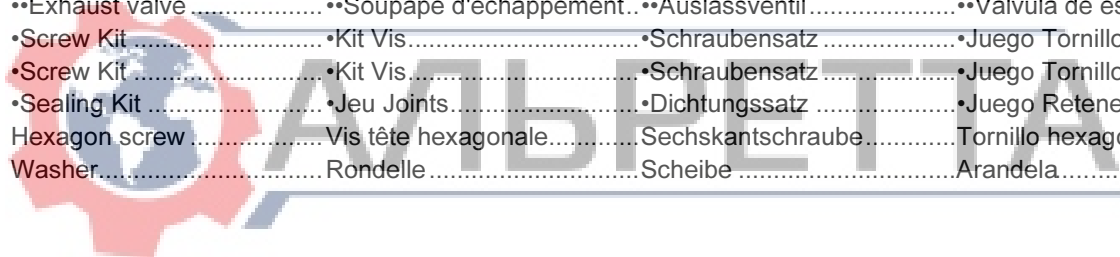 ••Exhaust valve ..................••Soupape d'échappement..••Auslassventil....................••Válvula de es
•Screw Kit .........................•Kit Vis................................•Schraubensatz ..................•Juego Tornillo
•Screw Kit .........................•Kit Vis................................•Schraubensatz ..................•Juego Tornillo
•Sealing Kit ......................•Jeu Joints..........................•Dichtungssatz ...................•Juego Retene
Hexagon screw ..................Vis tête hexagonale............Sechskantschraube............Tornillo hexago
Washer..............................Rondelle.............................Scheibe..............................Arandela.........
АЛЬРЕТТА